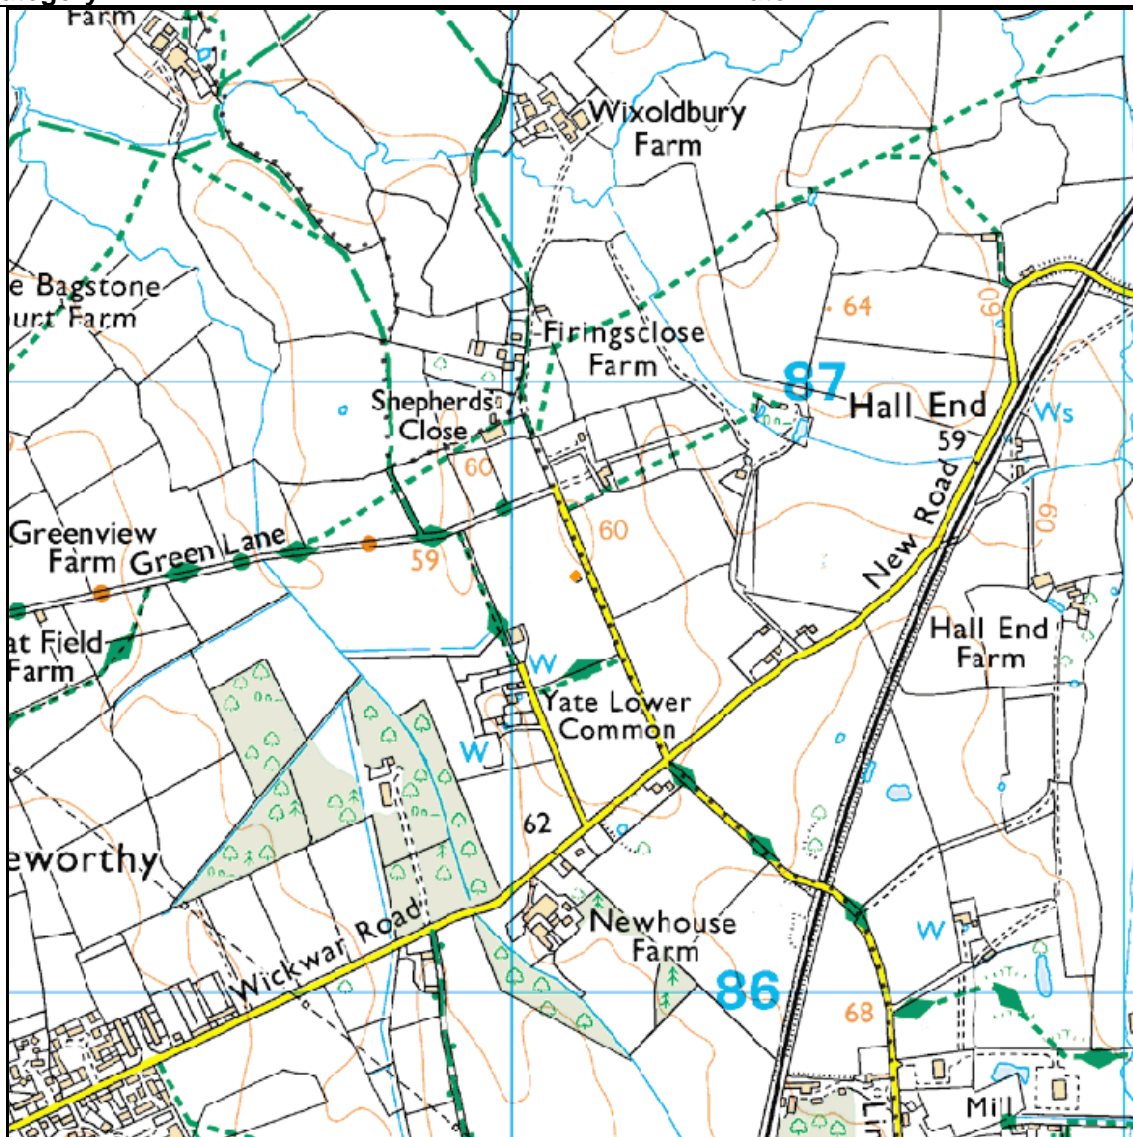 Farm
Wixoldbury
Farm
e Bagstone
urt Farm
64
60
Firingsclose
Farm
87
Shepherds
Close
Hall End
Ws
59
60
New Road
60
60
Greenview
Farm
Green Lane
59
at Field
Farm
Hall End
Farm
W
Yate Lower
Common
W
62
eworthy
Wickwar Road
Newhouse
Farm
W
86
68
Mill